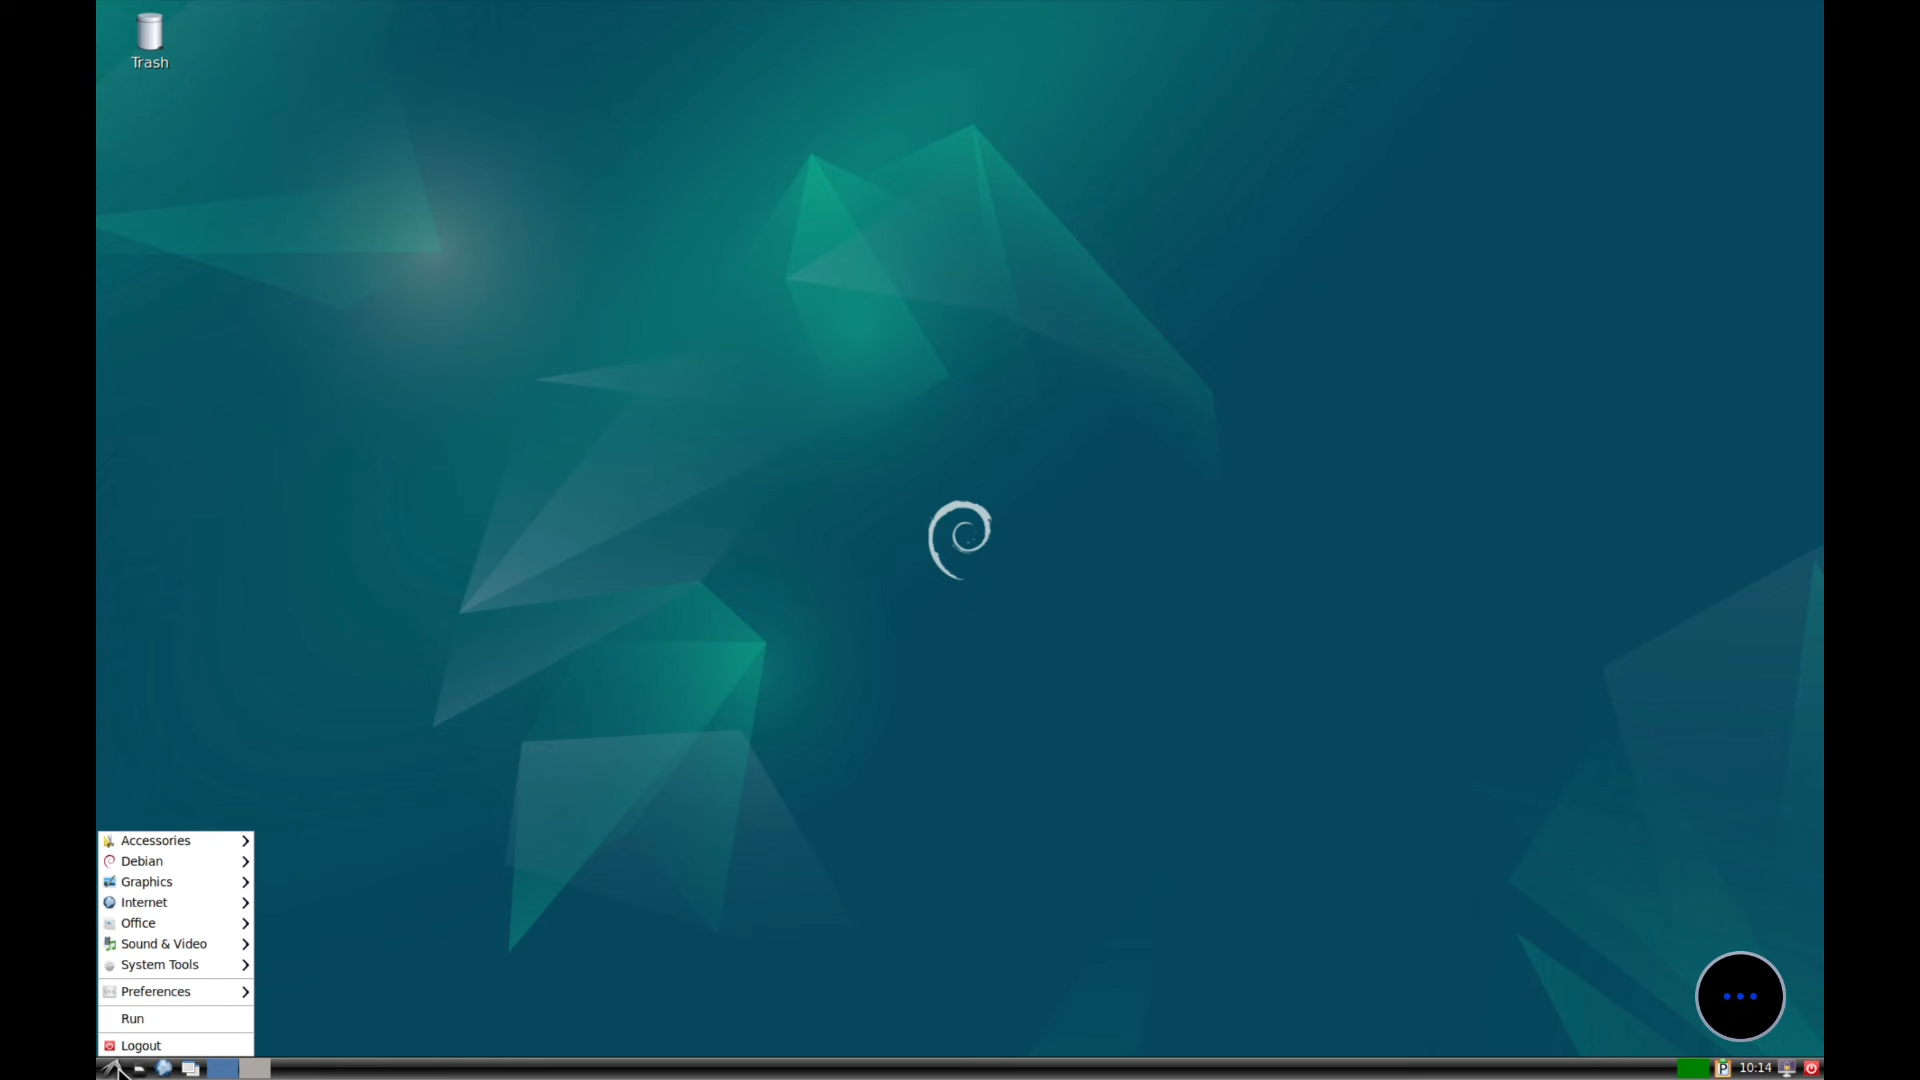 Trash
Accessories
Debian
Graphics
Internet
Office
Sound & Video
System Tools
Preferences
Run
Logout
10:14